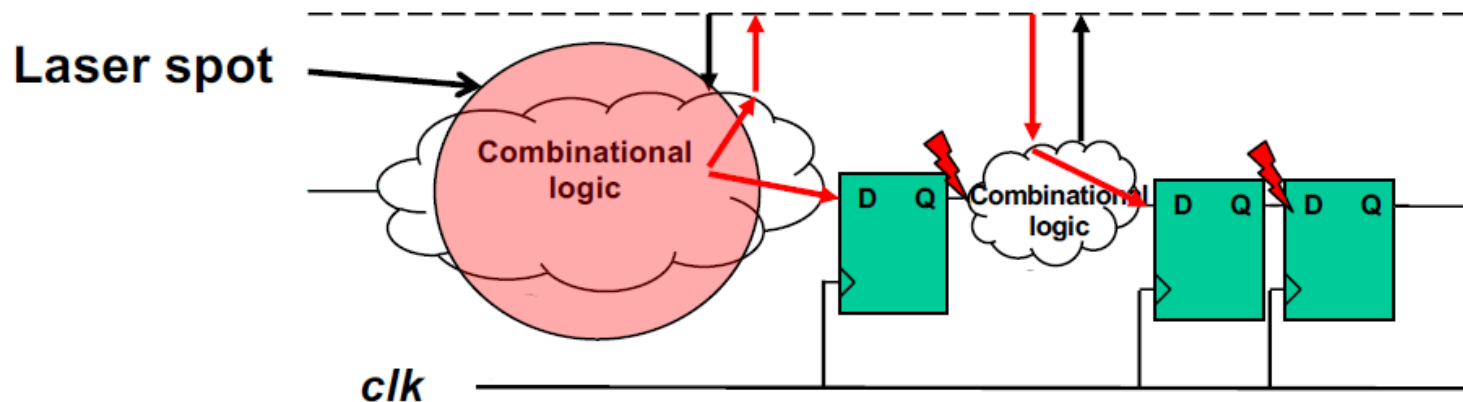 Laser spot
Combinational
logic
D Q
Combinational
logic
D Q
D Q
clk